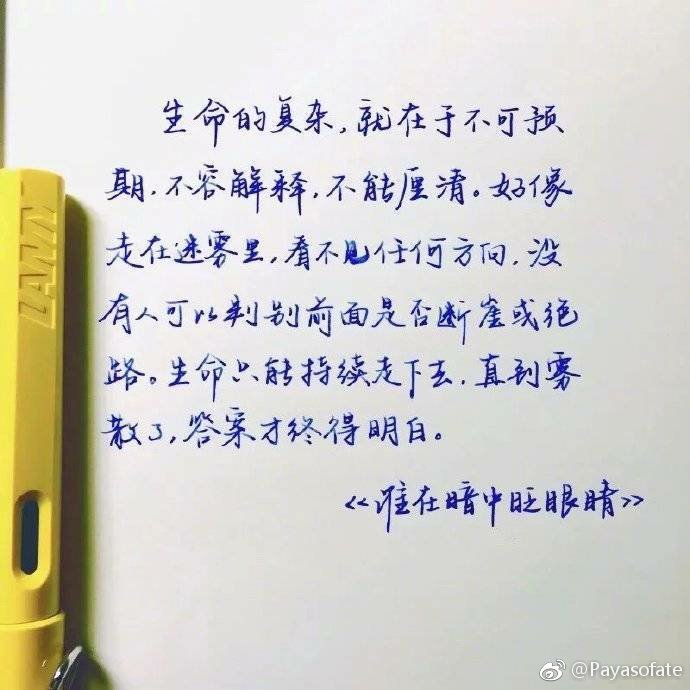 生命的复杂，就在于不可预
期，不容解释，不能厘清。好像
走在迷雾里，看不见任何方向，没
有人可以判别前面是否断崖或绝
路。生命只能持续走下去，直到雾
散了，答案才终得明白。
<<谁在暗中眨眼睛>>
LAMY
@Payasofate